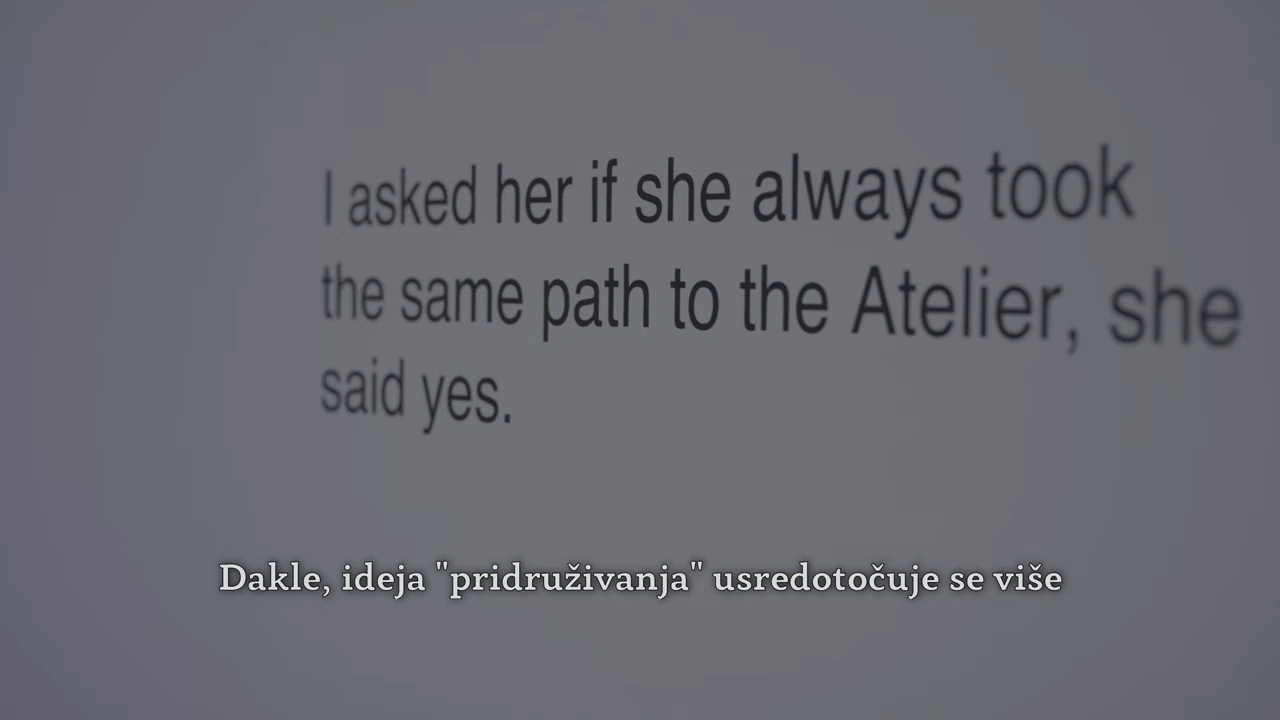 I asked her if she always took
the same path to the Atelier, she
said yes.
Dakle, ideja "pridruživanja" usredotočuje se više